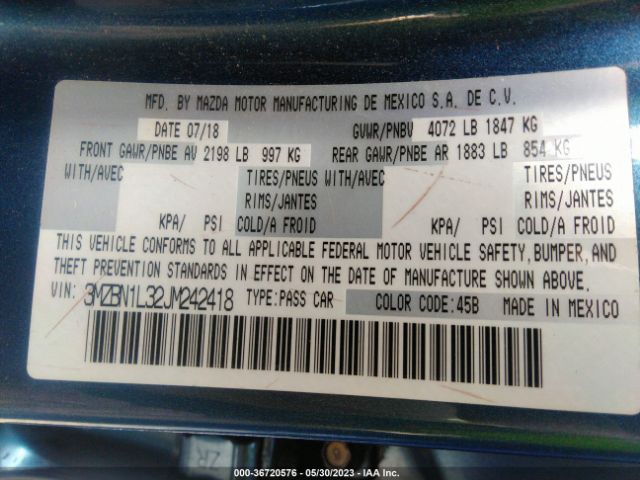 MFD. BY MAZDA MOTOR MANUFACTURING DE MEXICO S.A. DE C.V.
DATE 07/18 GVWR/PNBV 4072 LB 1847 KG
FRONT GAWR/PNBE AV 2198 LB 997 KG REAR GAWR/PNBE AR 1883 LB 854 KG
WITH/AVEC TIRES/PNEUS WITH/AVEC TIRES/PNEUS
RIMS/JANTES RIMS/JANTES
KPA/ PSI COLD/A FROID KPA/ PSI COLD/A FROID
THIS VEHICLE CONFORMS TO ALL APPLICABLE FEDERAL MOTOR VEHICLE SAFETY, BUMPER, AND
THEFT PREVENTION STANDARDS IN EFFECT ON THE DATE OF MANUFACTURE SHOWN ABOVE.
VIN: 3MZBN1L32JM242418 TYPE:PASS CAR COLOR CODE:45B MADE IN MEXICO
ZR
000-36720576 • 05/30/2023 • IAA Inc.